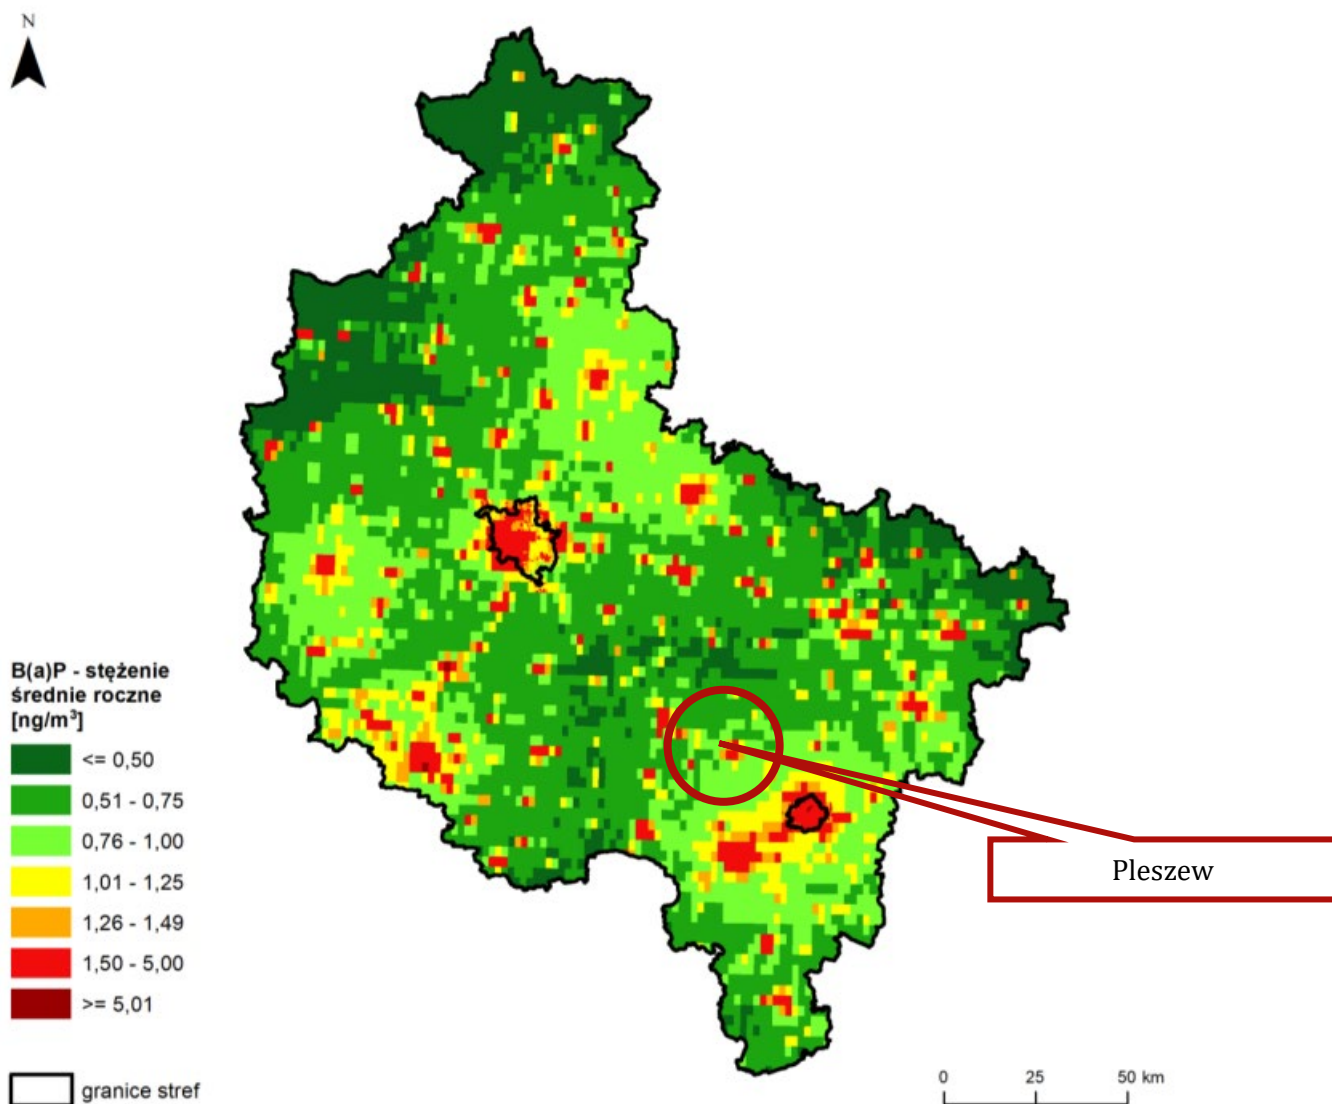 N
B(a)P - stężenie
średnie roczne
[ng/m³]
<= 0,50
0,51 - 0,75
0,76 - 1,00
1,01 - 1,25
1,26 - 1,49
1,50 - 5,00
>= 5,01
granice stref
Pleszew
0 25 50 km